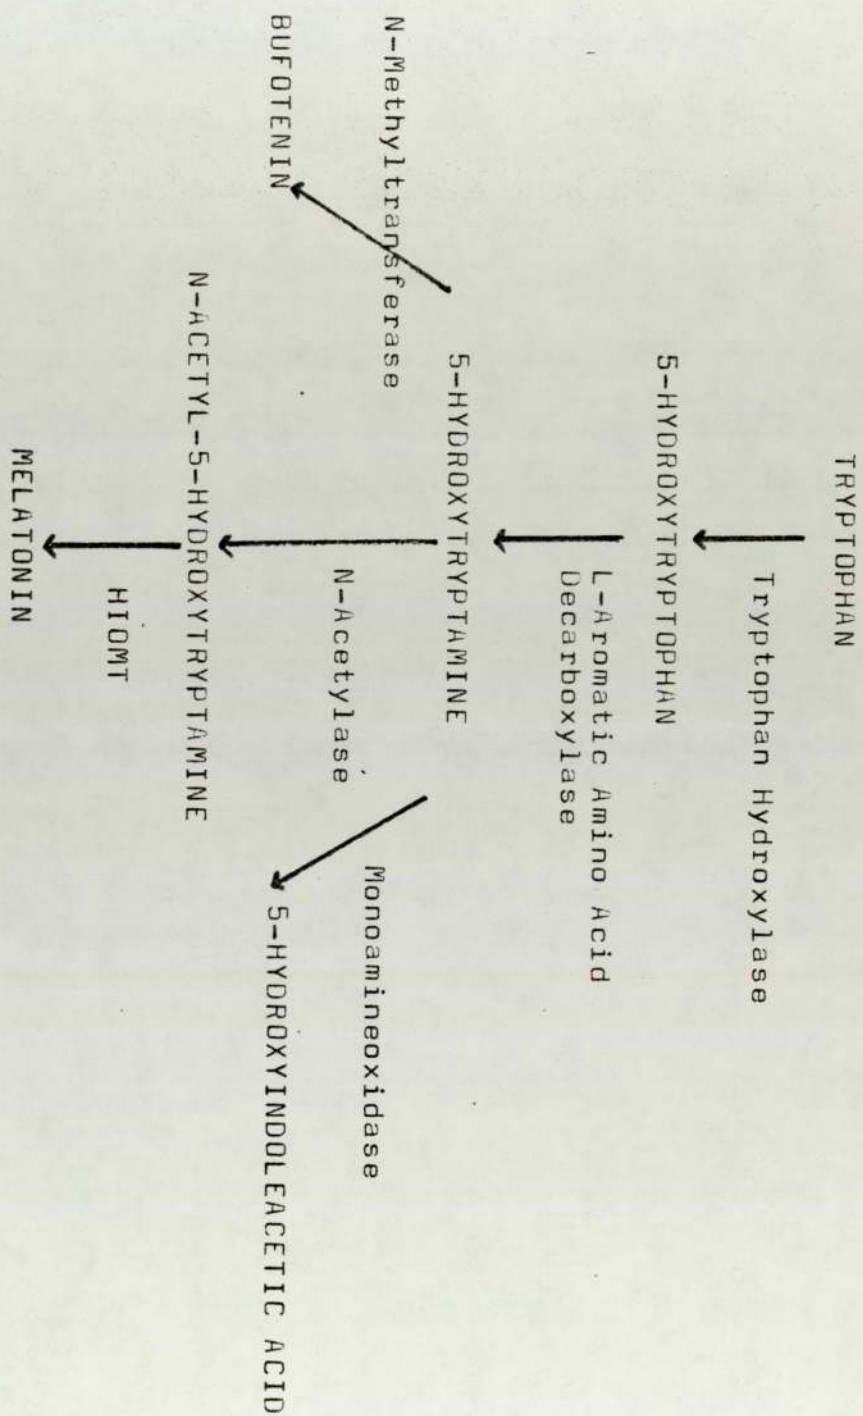 TRYPTOPHAN
Tryptophan Hydroxylase
5-HYDROXYTRYPTOPHAN
L-Aromatic Amino Acid
Decarboxylase
5-HYDROXYTRYPTAMINE
N-Methyltransferase
N-Acetylase
Monoamineoxidase
BUFOTENIN
5-HYDROXYINDOLEACETIC ACID
N-ACETYL-5-HYDROXYTRYPTAMINE
HIOMT
MELATONIN